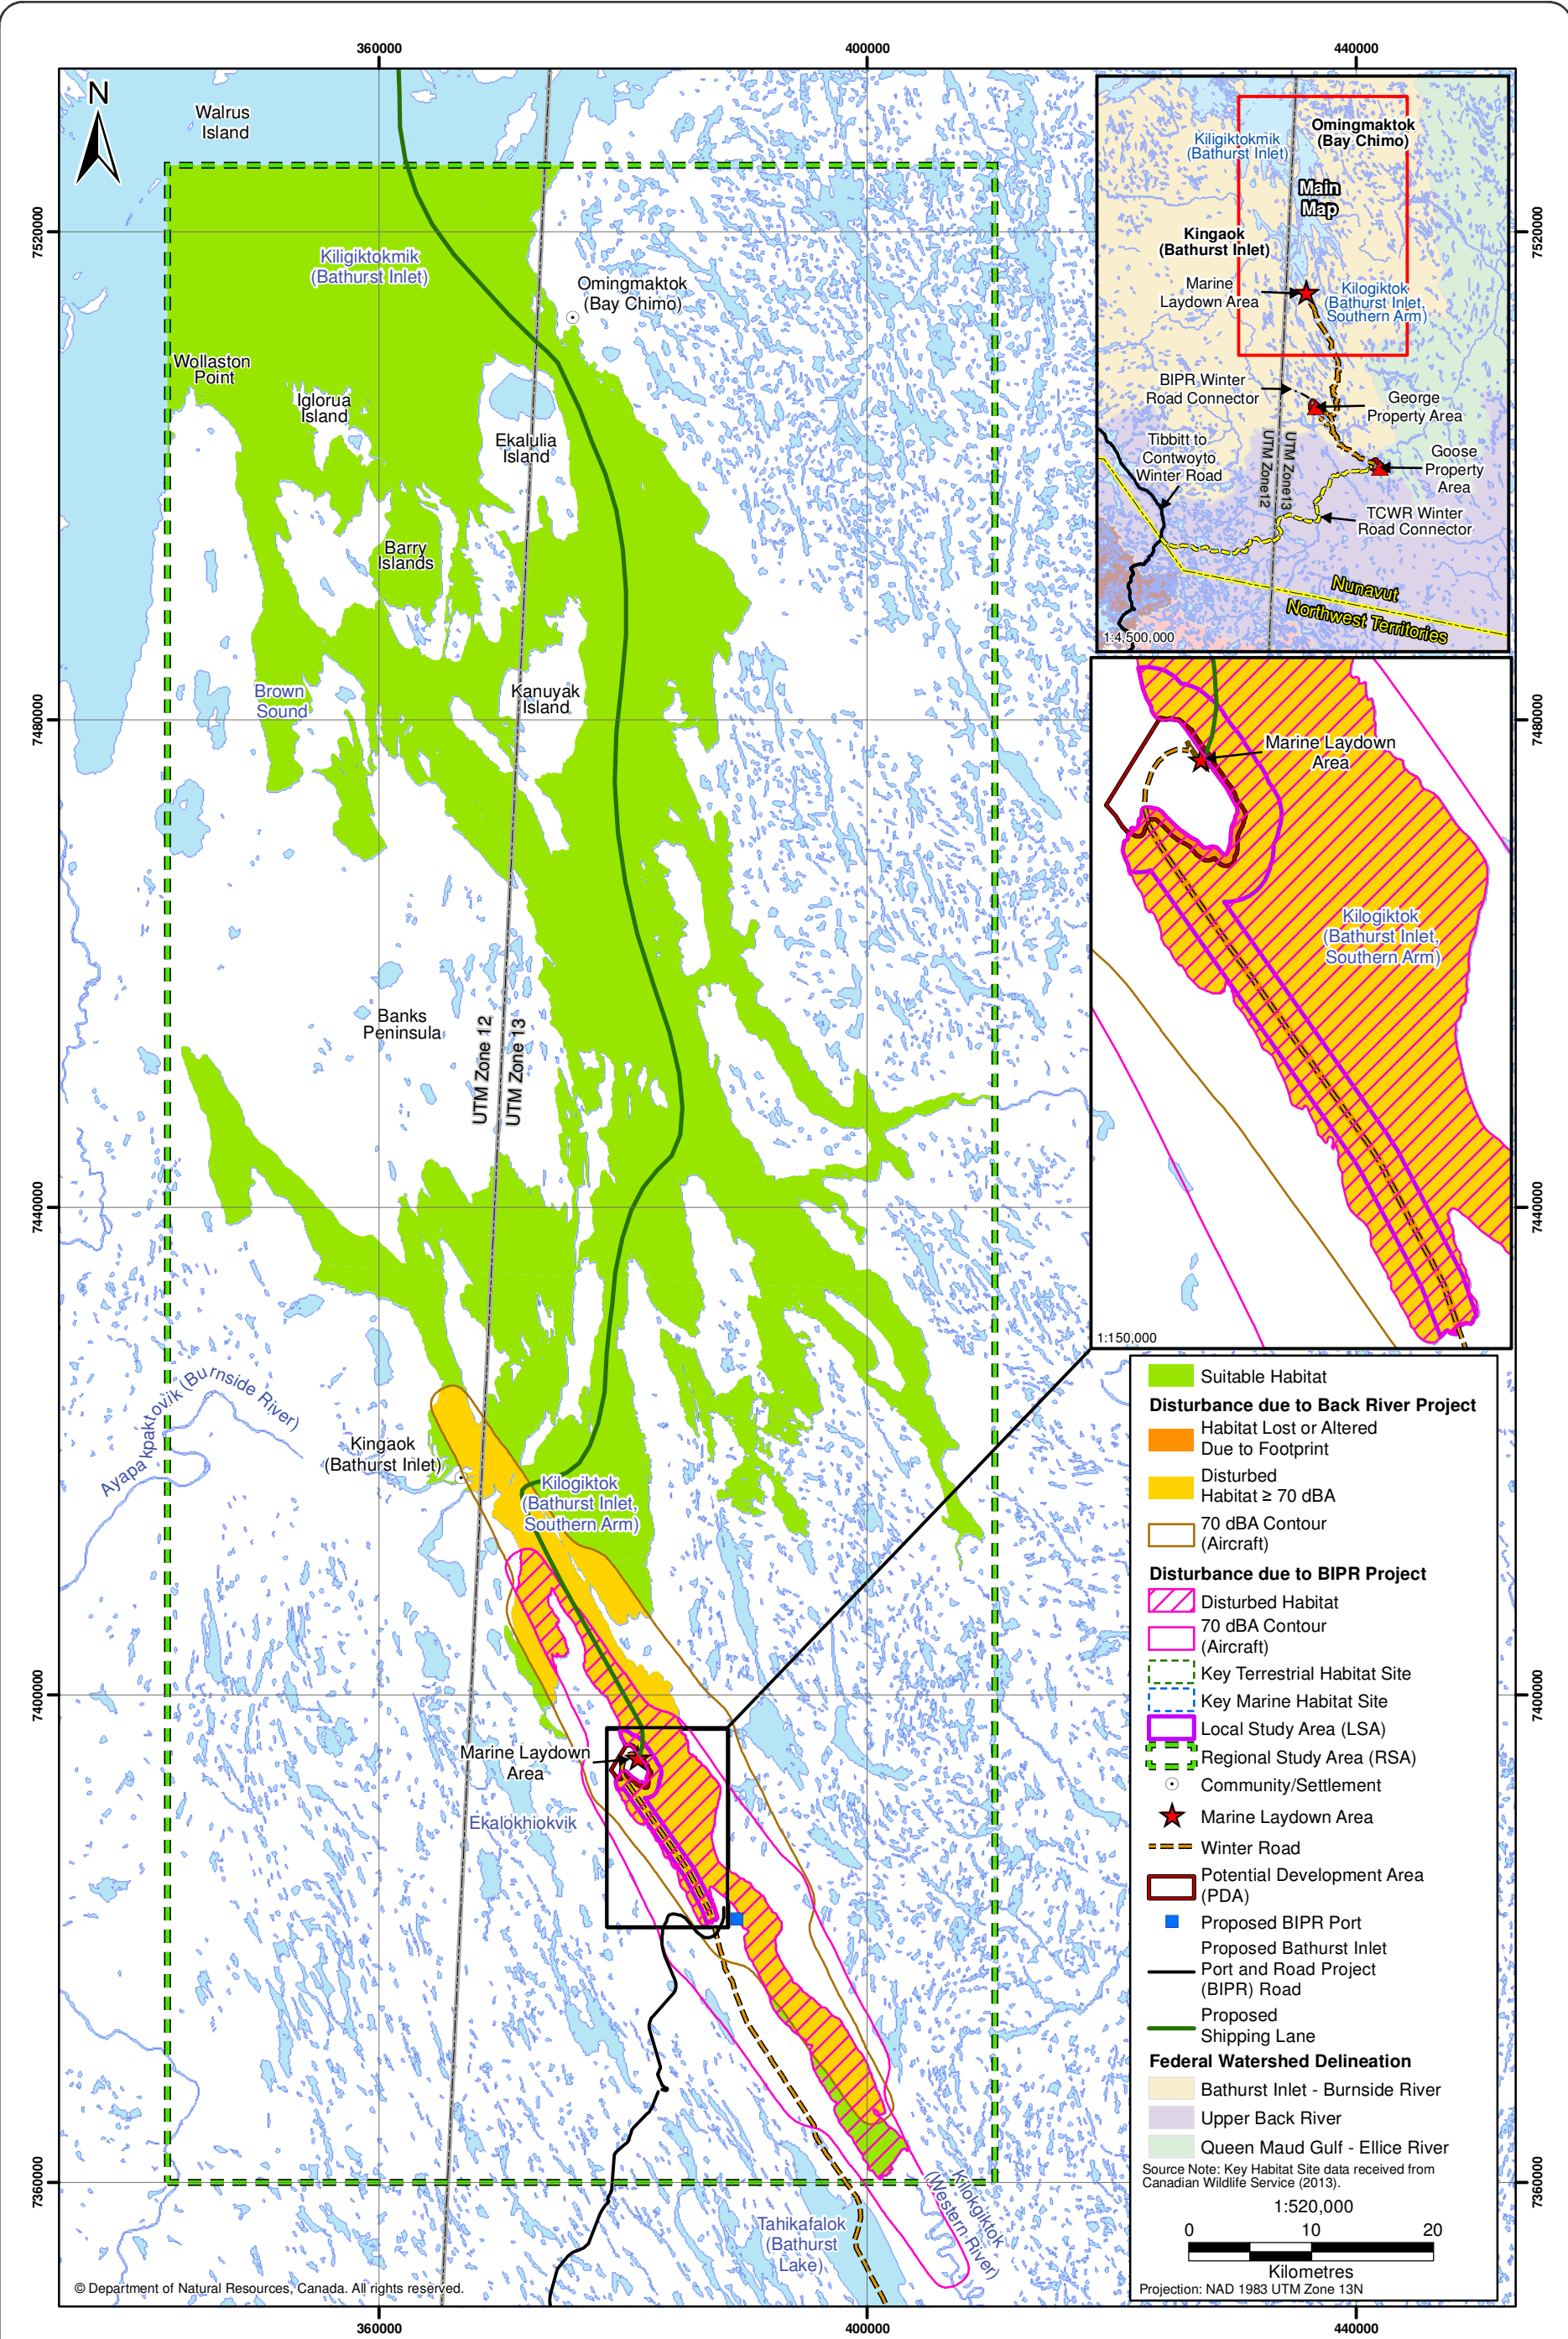 360000
400000
440000
N
Walrus
Island
7520000
7520000
Kiligiktokmik
(Bathurst Inlet)
Omingmaktok
(Bay Chimo)
Wollaston
Point
Iglorua
Island
Ekalulia
Island
Barry
Islands
Brown
Sound
Kanuyak
Island
7480000
7480000
Banks
Peninsula
UTM Zone 12
UTM Zone 13
7440000
7440000
Ayapakpaktovik (Burnside River)
Kingaok
(Bathurst Inlet)
Kilogiktok
(Bathurst Inlet,
Southern Arm)
7400000
7400000
Marine Laydown
Area
Ekalokhiokvik
7360000
7360000
Tahikafalok
(Bathurst
Lake)
Kilokgiktok
(Western River)
© Department of Natural Resources, Canada. All rights reserved.
360000
400000
440000
Kiligiktokmik
(Bathurst Inlet)
Omingmaktok
(Bay Chimo)
Main
Map
Kingaok
(Bathurst Inlet)
Marine
Laydown Area
Kilogiktok
(Bathurst Inlet,
Southern Arm)
BIPR Winter
Road Connector
George
Property Area
Tibbitt to
Contwoyto
Winter Road
UTM Zone12
UTM Zone13
Goose
Property
Area
TCWR Winter
Road Connector
Nunavut
Northwest Territories
1:4,500,000
Marine Laydown
Area
Kilogiktok
(Bathurst Inlet,
Southern Arm)
1:150,000
Suitable Habitat
Disturbance due to Back River Project
Habitat Lost or Altered
Due to Footprint
Disturbed
Habitat ≥ 70 dBA
70 dBA Contour
(Aircraft)
Disturbance due to BIPR Project
Disturbed Habitat
70 dBA Contour
(Aircraft)
Key Terrestrial Habitat Site
Key Marine Habitat Site
Local Study Area (LSA)
Regional Study Area (RSA)
Community/Settlement
Marine Laydown Area
Winter Road
Potential Development Area
(PDA)
Proposed BIPR Port
Proposed Bathurst Inlet
Port and Road Project
(BIPR) Road
Proposed
Shipping Lane
Federal Watershed Delineation
Bathurst Inlet - Burnside River
Upper Back River
Queen Maud Gulf - Ellice River
Source Note: Key Habitat Site data received from
Canadian Wildlife Service (2013).
1:520,000
0 10 20
Kilometres
Projection: NAD 1983 UTM Zone 13N